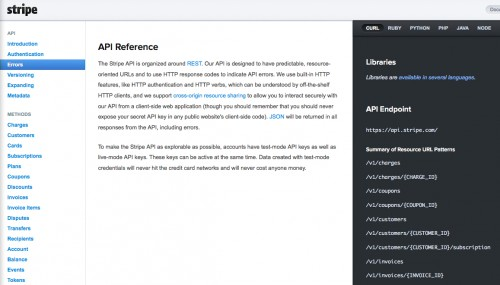 stripe
Docu
API
Introduction
Authentication
Errors
Versioning
Expanding
Metadata
METHODS
Charges
Customers
Cards
Subscriptions
Plans
Coupons
Discounts
Invoices
Invoice Items
Disputes
Transfers
Recipients
Account
Balance
Events
Tokens
API Reference
The Stripe API is organized around REST. Our API is designed to have predictable, resource-
oriented URLs and to use HTTP response codes to indicate API errors. We use built-in HTTP
features, like HTTP authentication and HTTP verbs, which can be understood by off-the-shelf
HTTP clients, and we support cross-origin resource sharing to allow you to interact securely with
our API from a client-side web application (though you should remember that you should never
expose your secret API key in any public website's client-side code). JSON will be returned in all
responses from the API, including errors.
To make the Stripe API as explorable as possible, accounts have test-mode API keys as well as
live-mode API keys. These keys can be active at the same time. Data created with test-mode
credentials will never hit the credit card networks and will never cost anyone money.
CURL RUBY PYTHON PHP JAVA NODE
Libraries
Libraries are available in several languages.
API Endpoint
https://api.stripe.com/
Summary of Resource URL Patterns
/v1/charges
/v1/charges/{CHARGE_ID}
/v1/coupons
/v1/coupons/{COUPON_ID}
/v1/customers
/v1/customers/{CUSTOMER_ID}
/v1/customers/{CUSTOMER_ID}/subscription
/v1/invoices
/v1/invoices/{INVOICE_ID}